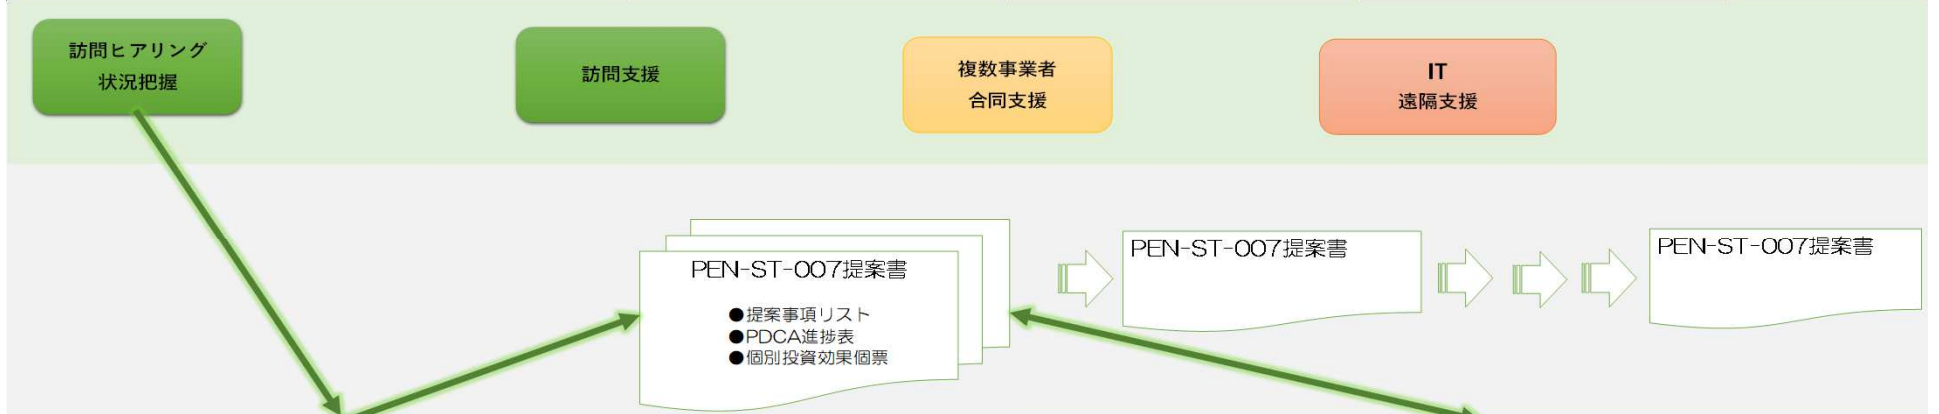 訪問ヒアリング
状況把握
訪問支援
複数事業者
合同支援
IT
遠隔支援
PEN-ST-007提案書
●提案事項リスト
●PDCA進捗表
●個別投資効果個票
PEN-ST-007提案書
PEN-ST-007提案書